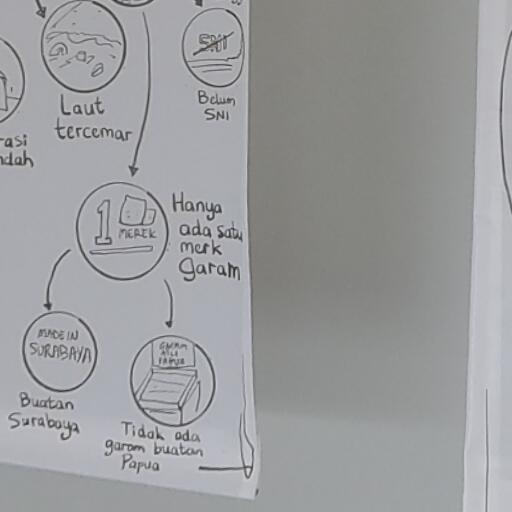 SNI
Laut
tercemar
Belum
SNI
asi
ndah
1
MEREK
Hanya
ada satu
merk
garam
MADE IN
SURABAYA
GARAM
ASLI
PAPUA
Buatan
Surabaya
Tidak ada
garam buatan
Papua